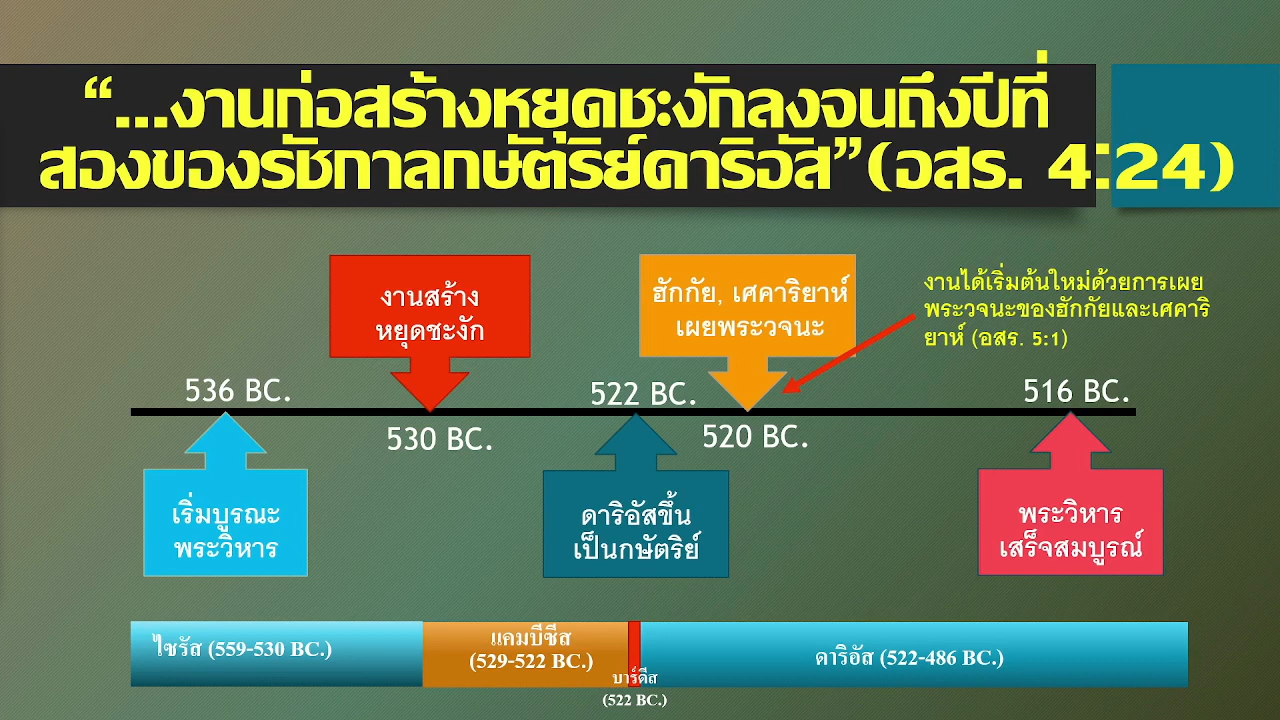 “...งานก่อสร้างหยุดชะงักลงจนถึงปีที่
สองของรัชกาลกษัตริย์ดาริอัส”(อสร. 4:24)
งานสร้าง
หยุดชะงัก
ฮักกัย, เศคาริยาห์
เผยพระวจนะ
งานได้เริ่มต้นใหม่ด้วยการเผย
พระวจนะของฮักกัยและเศคาริ
ยาห์ (อสร. 5:1)
536 BC.
522 BC.
516 BC.
530 BC.
520 BC.
เริ่มบูรณะ
พระวิหาร
ดาริอัสขึ้น
เป็นกษัตริย์
พระวิหาร
เสร็จสมบูรณ์
ไซรัส (559-530 BC.)
แคมบีซีส
(529-522 BC.)
บาร์ดีส
(522 BC.)
ดาริอัส (522-486 BC.)